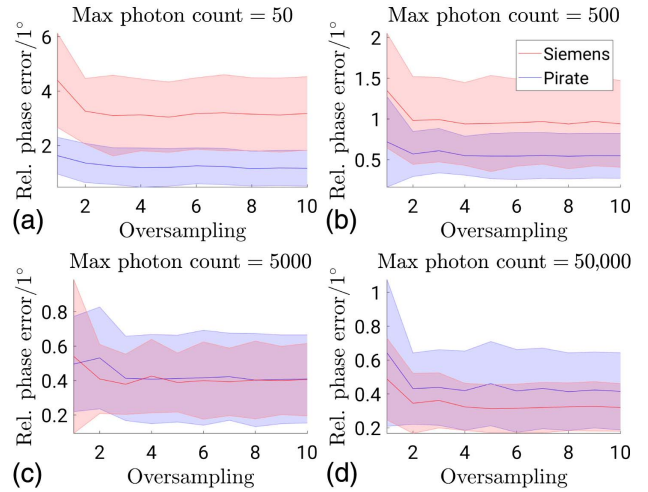 Max photon count = 50
Rel. phase error/1°
6
4
2
2 4 6 8 10
Oversampling
(a)
Max photon count = 500
Siemens
Pirate
Rel. phase error/1°
2
1.5
1
0.5
2 4 6 8 10
Oversampling
(b)
Max photon count = 5000
Rel. phase error/1°
0.8
0.6
0.4
0.2
2 4 6 8 10
Oversampling
(c)
Max photon count = 50,000
Rel. phase error/1°
1
0.8
0.6
0.4
0.2
2 4 6 8 10
Oversampling
(d)